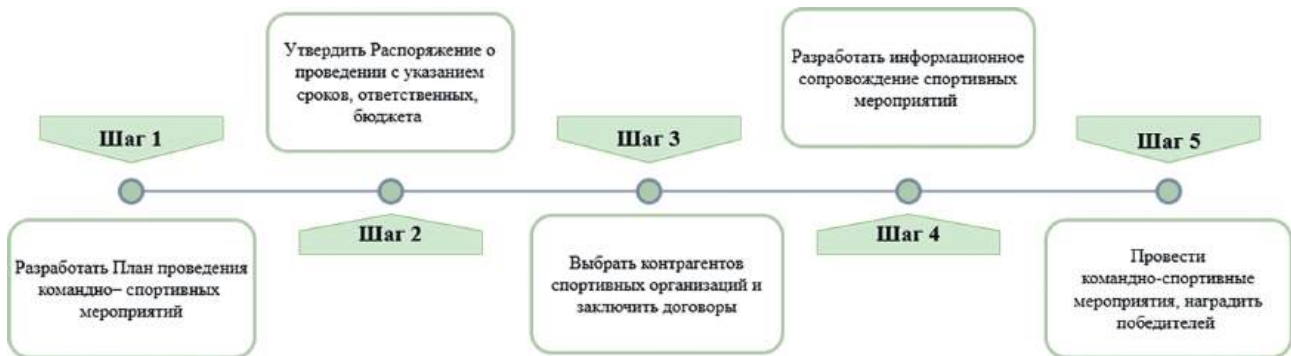 Шаг 1
Разработать План проведения
командно– спортивных
мероприятий
Утвердить Распоряжение о
проведении с указанием
сроков, ответственных,
бюджета
Шаг 2
Шаг 3
Выбрать контрагентов
спортивных организаций и
заключить договоры
Разработать информационное
сопровождение спортивных
мероприятий
Шаг 4
Шаг 5
Провести
командно-спортивные
мероприятия, наградить
победителей